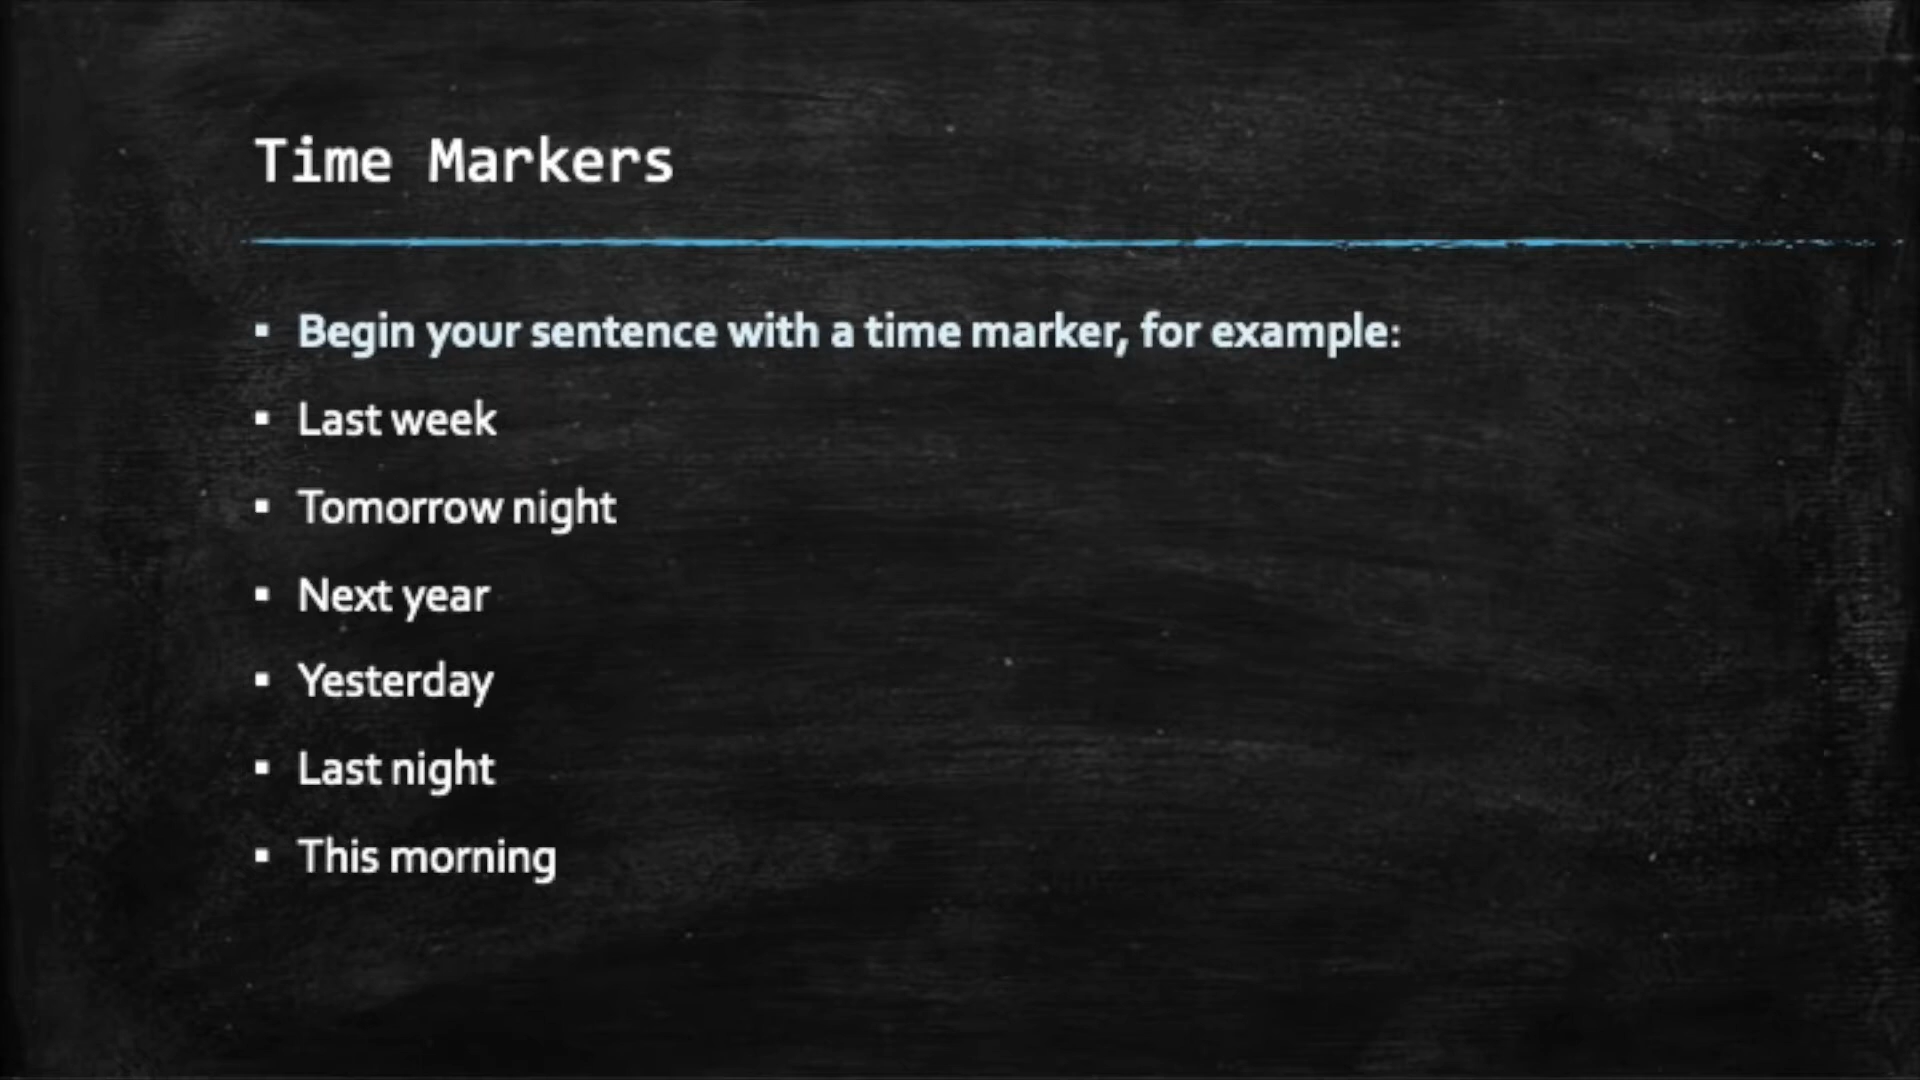 Time Markers
▪ Begin your sentence with a time marker, for example:
▪ Last week
▪ Tomorrow night
▪ Next year
▪ Yesterday
▪ Last night
▪ This morning